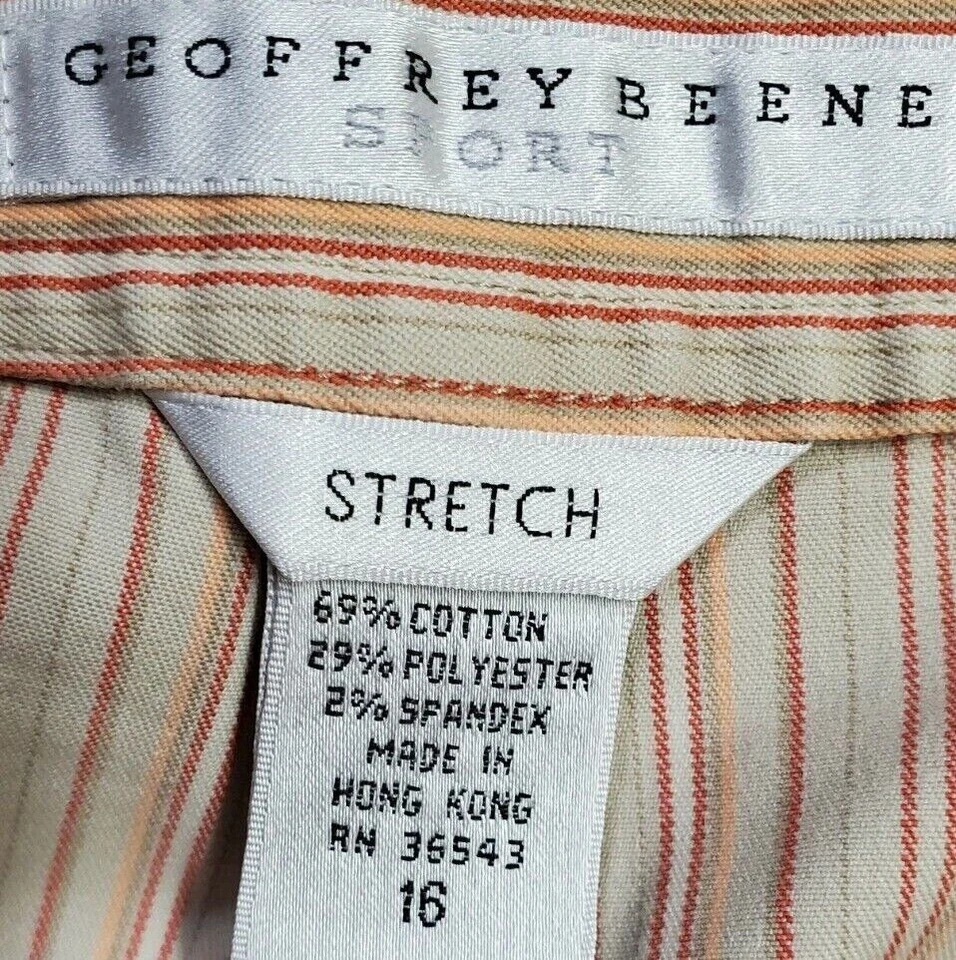 GEOFFREY BEENE
SPORT
STRETCH
69% COTTON
29% POLYESTER
2% SPANDEX
MADE IN
HONG KONG
RN 36543
16